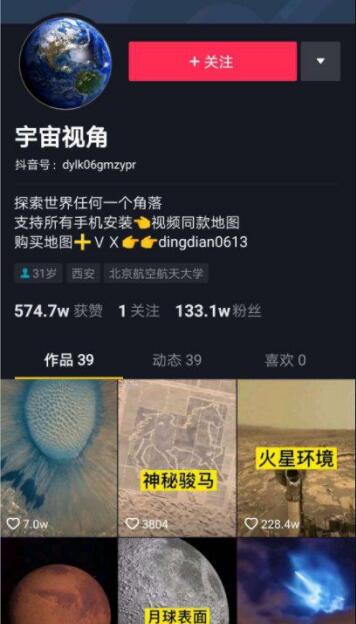 + 关注
宇宙视角
抖音号：dylk06gmzypr
探索世界任何一个角落
支持所有手机安装👈视频同款地图
购买地图➕ＶＸ👉👉dingdian0613
31岁 西安 北京航空航天大学
574.7w 获赞 1 关注 133.1w 粉丝
作品 39 动态 39 喜欢 0
火星环境
神秘骏马
7.0w 3804 228.4w
月球表面